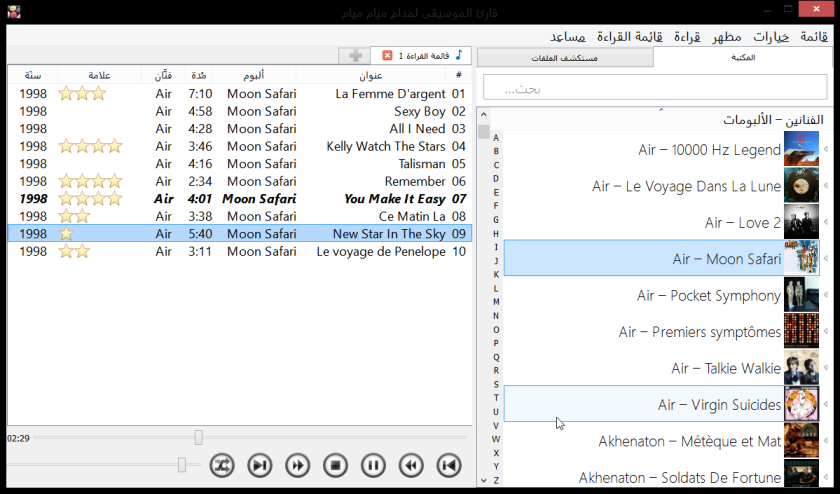 قارئ الموسيقى لمدام ميام ميام
قائمة خيارات مظهر قراءة قائمة القراءة مساعد
المكتبة
مستكشف الملفات
بحث...
الفنانين – الألبومات
A
B
C
D
E
F
G
H
I
J
K
L
M
N
O
P
Q
R
S
T
U
V
W
X
Y
Z
Air – 10000 Hz Legend
Air – Le Voyage Dans La Lune
Air – Love 2
Air – Moon Safari
Air – Pocket Symphony
Air – Premiers symptômes
Air – Talkie Walkie
Air – Virgin Suicides
Akhenaton – Métèque et Mat
Akhenaton – Soldats De Fortune
قائمة القراءة 1
# عنوان ألبوم مدّة فنّان علامة سنّة
01 La Femme D'argent Moon Safari 7:10 Air 1998
02 Sexy Boy Moon Safari 4:58 Air 1998
03 All I Need Moon Safari 4:28 Air 1998
04 Kelly Watch The Stars Moon Safari 3:46 Air 1998
05 Talisman Moon Safari 4:16 Air 1998
06 Remember Moon Safari 2:34 Air 1998
07 You Make It Easy Moon Safari 4:01 Air 1998
08 Ce Matin La Moon Safari 3:38 Air 1998
09 New Star In The Sky Moon Safari 5:40 Air 1998
10 Le voyage de Penelope Moon Safari 3:11 Air 1998
02:29